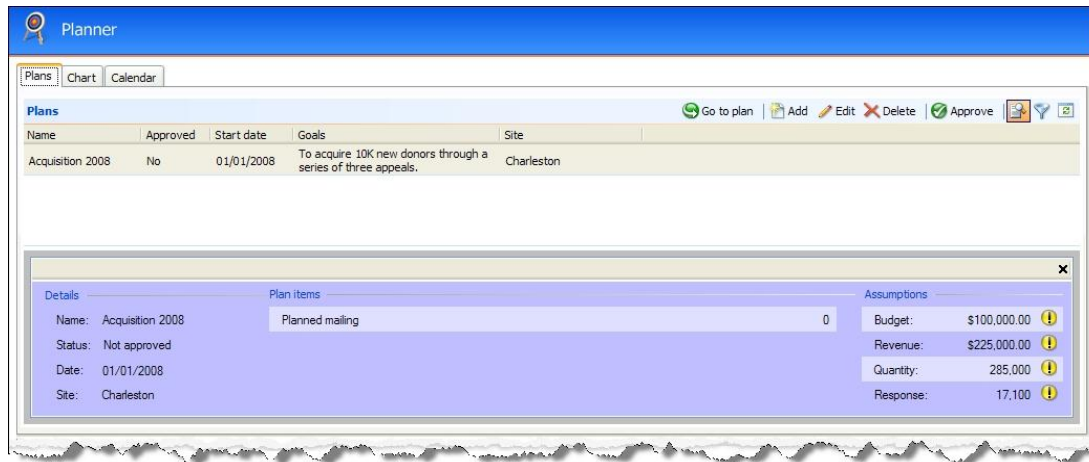 Planner
Plans Chart Calendar
Plans Go to plan Add Edit Delete Approve
Name Approved Start date Goals Site
Acquisition 2008 No 01/01/2008 To acquire 10K new donors through a Charleston
series of three appeals.
Details Plan items Assumptions
Name: Acquisition 2008 Planned mailing 0 Budget: $100,000.00
Status: Not approved Revenue: $225,000.00
Date: 01/01/2008 Quantity: 285,000
Site: Charleston Response: 17,100